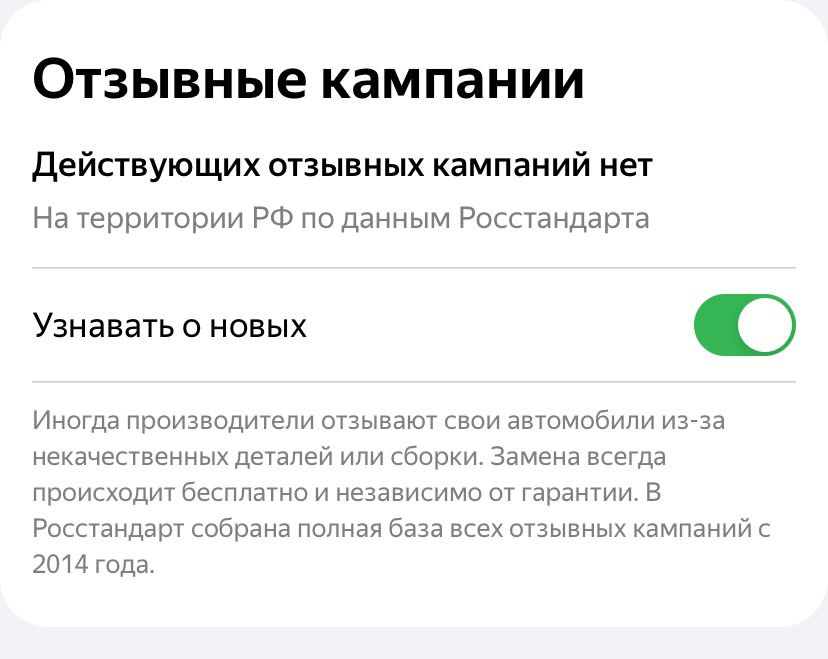 Отзывные кампании
Действующих отзывных кампаний нет
На территории РФ по данным Росстандарта
Узнавать о новых
Иногда производители отзывают свои автомобили из-за
некачественных деталей или сборки. Замена всегда
происходит бесплатно и независимо от гарантии. В
Росстандарт собрана полная база всех отзывных кампаний с
2014 года.